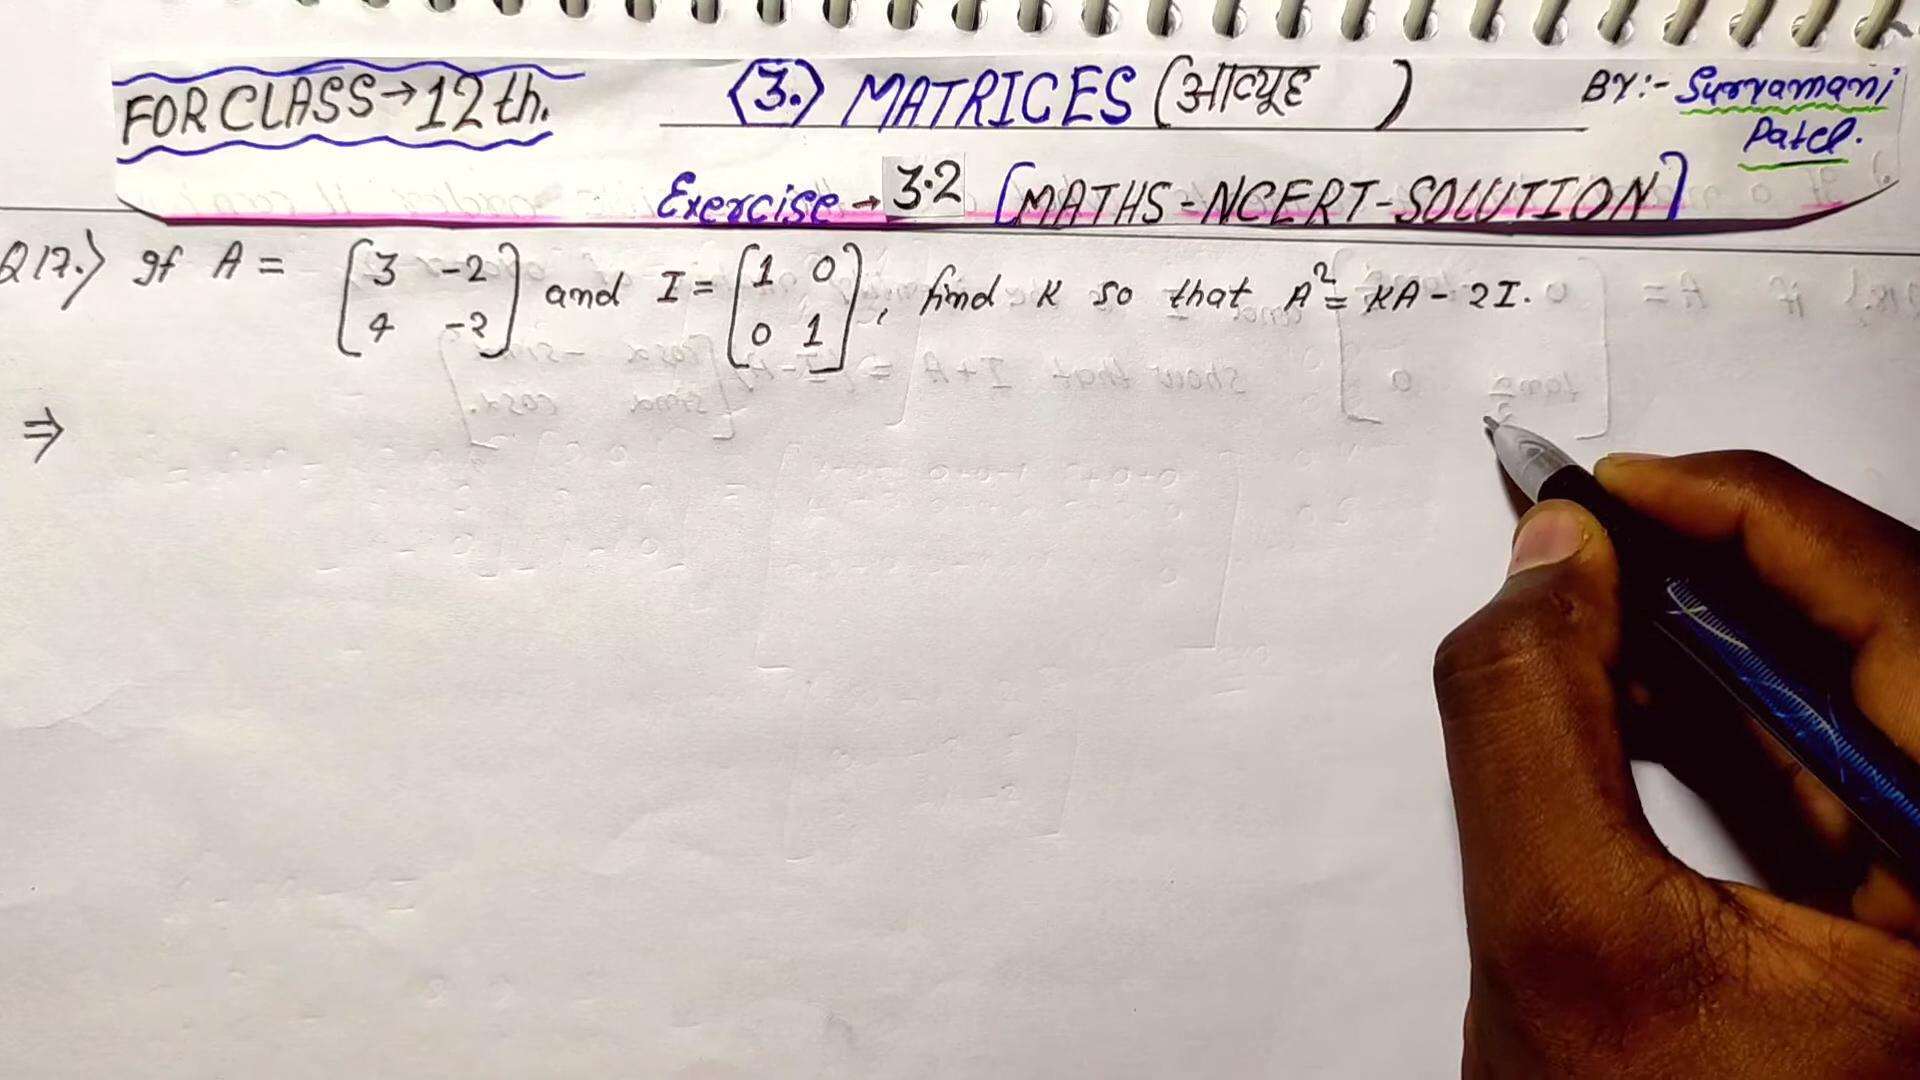 FOR CLASS→12th.
(3.) MATRICES (आव्यूह )
BY:- Suryamani Patel.
Exercise → 3.2 [MATHS-NCERT-SOLUTION]
Q17.) If A = [3 -2 and I = [1 0], find K so that A² = KA - 2I.
4 -2] 0 1]
⇒